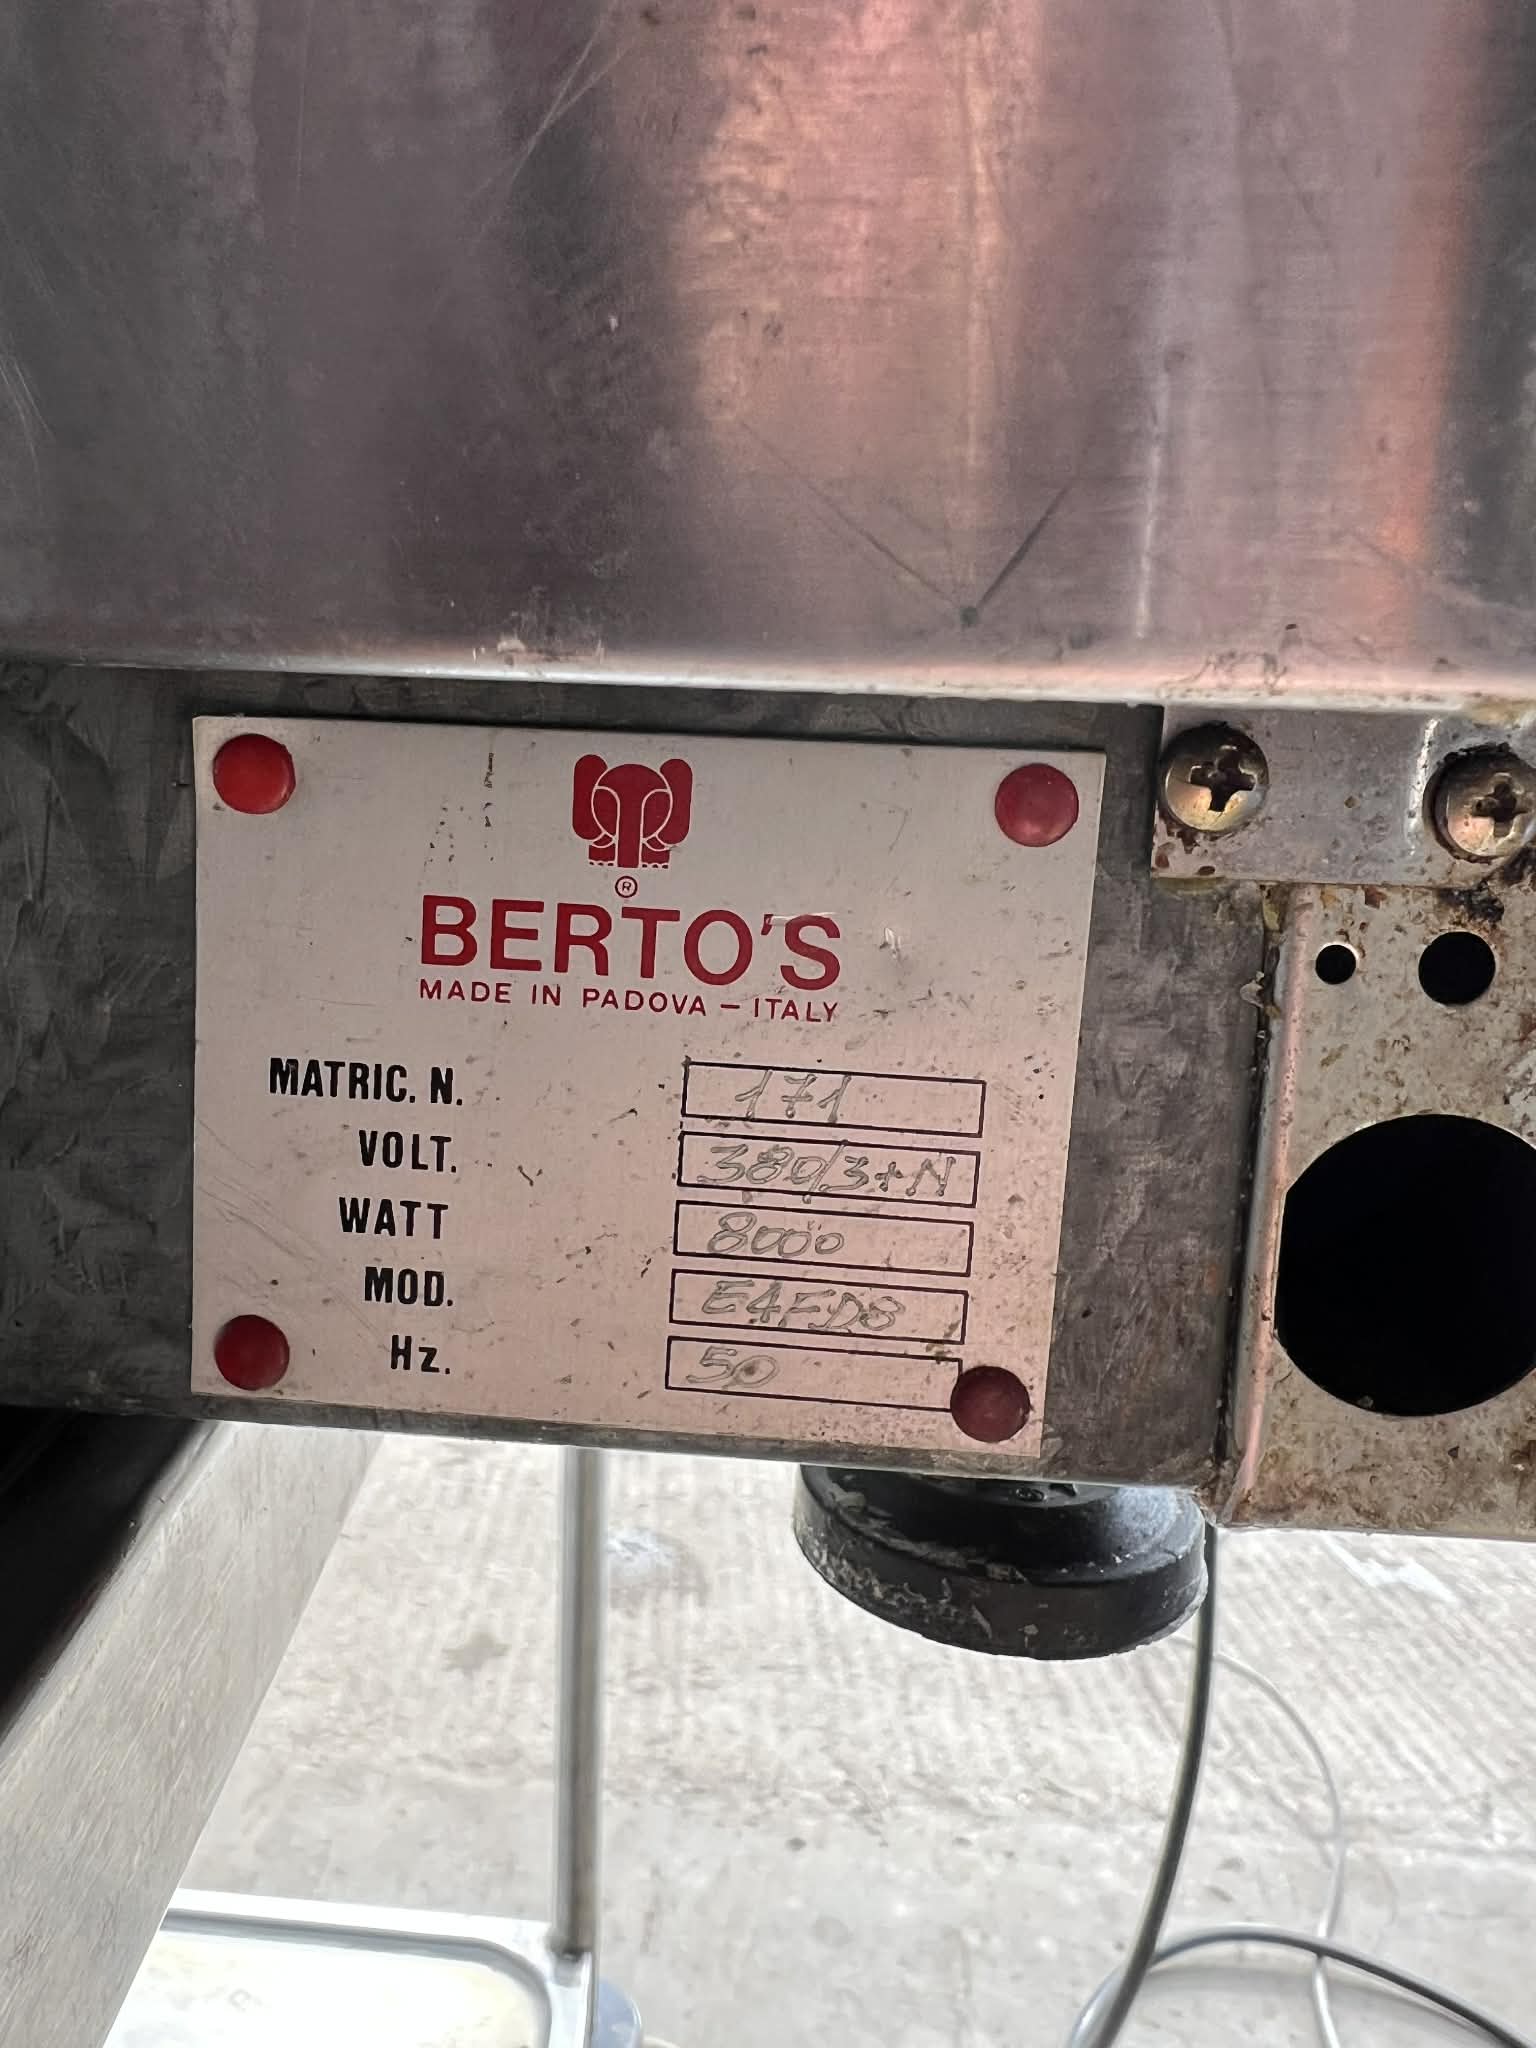 ®
BERTO'S
MADE IN PADOVA – ITALY
MATRIC. N. 171
VOLT. 380/3+N
WATT 8000
MOD. E4FD8
Hz. 50